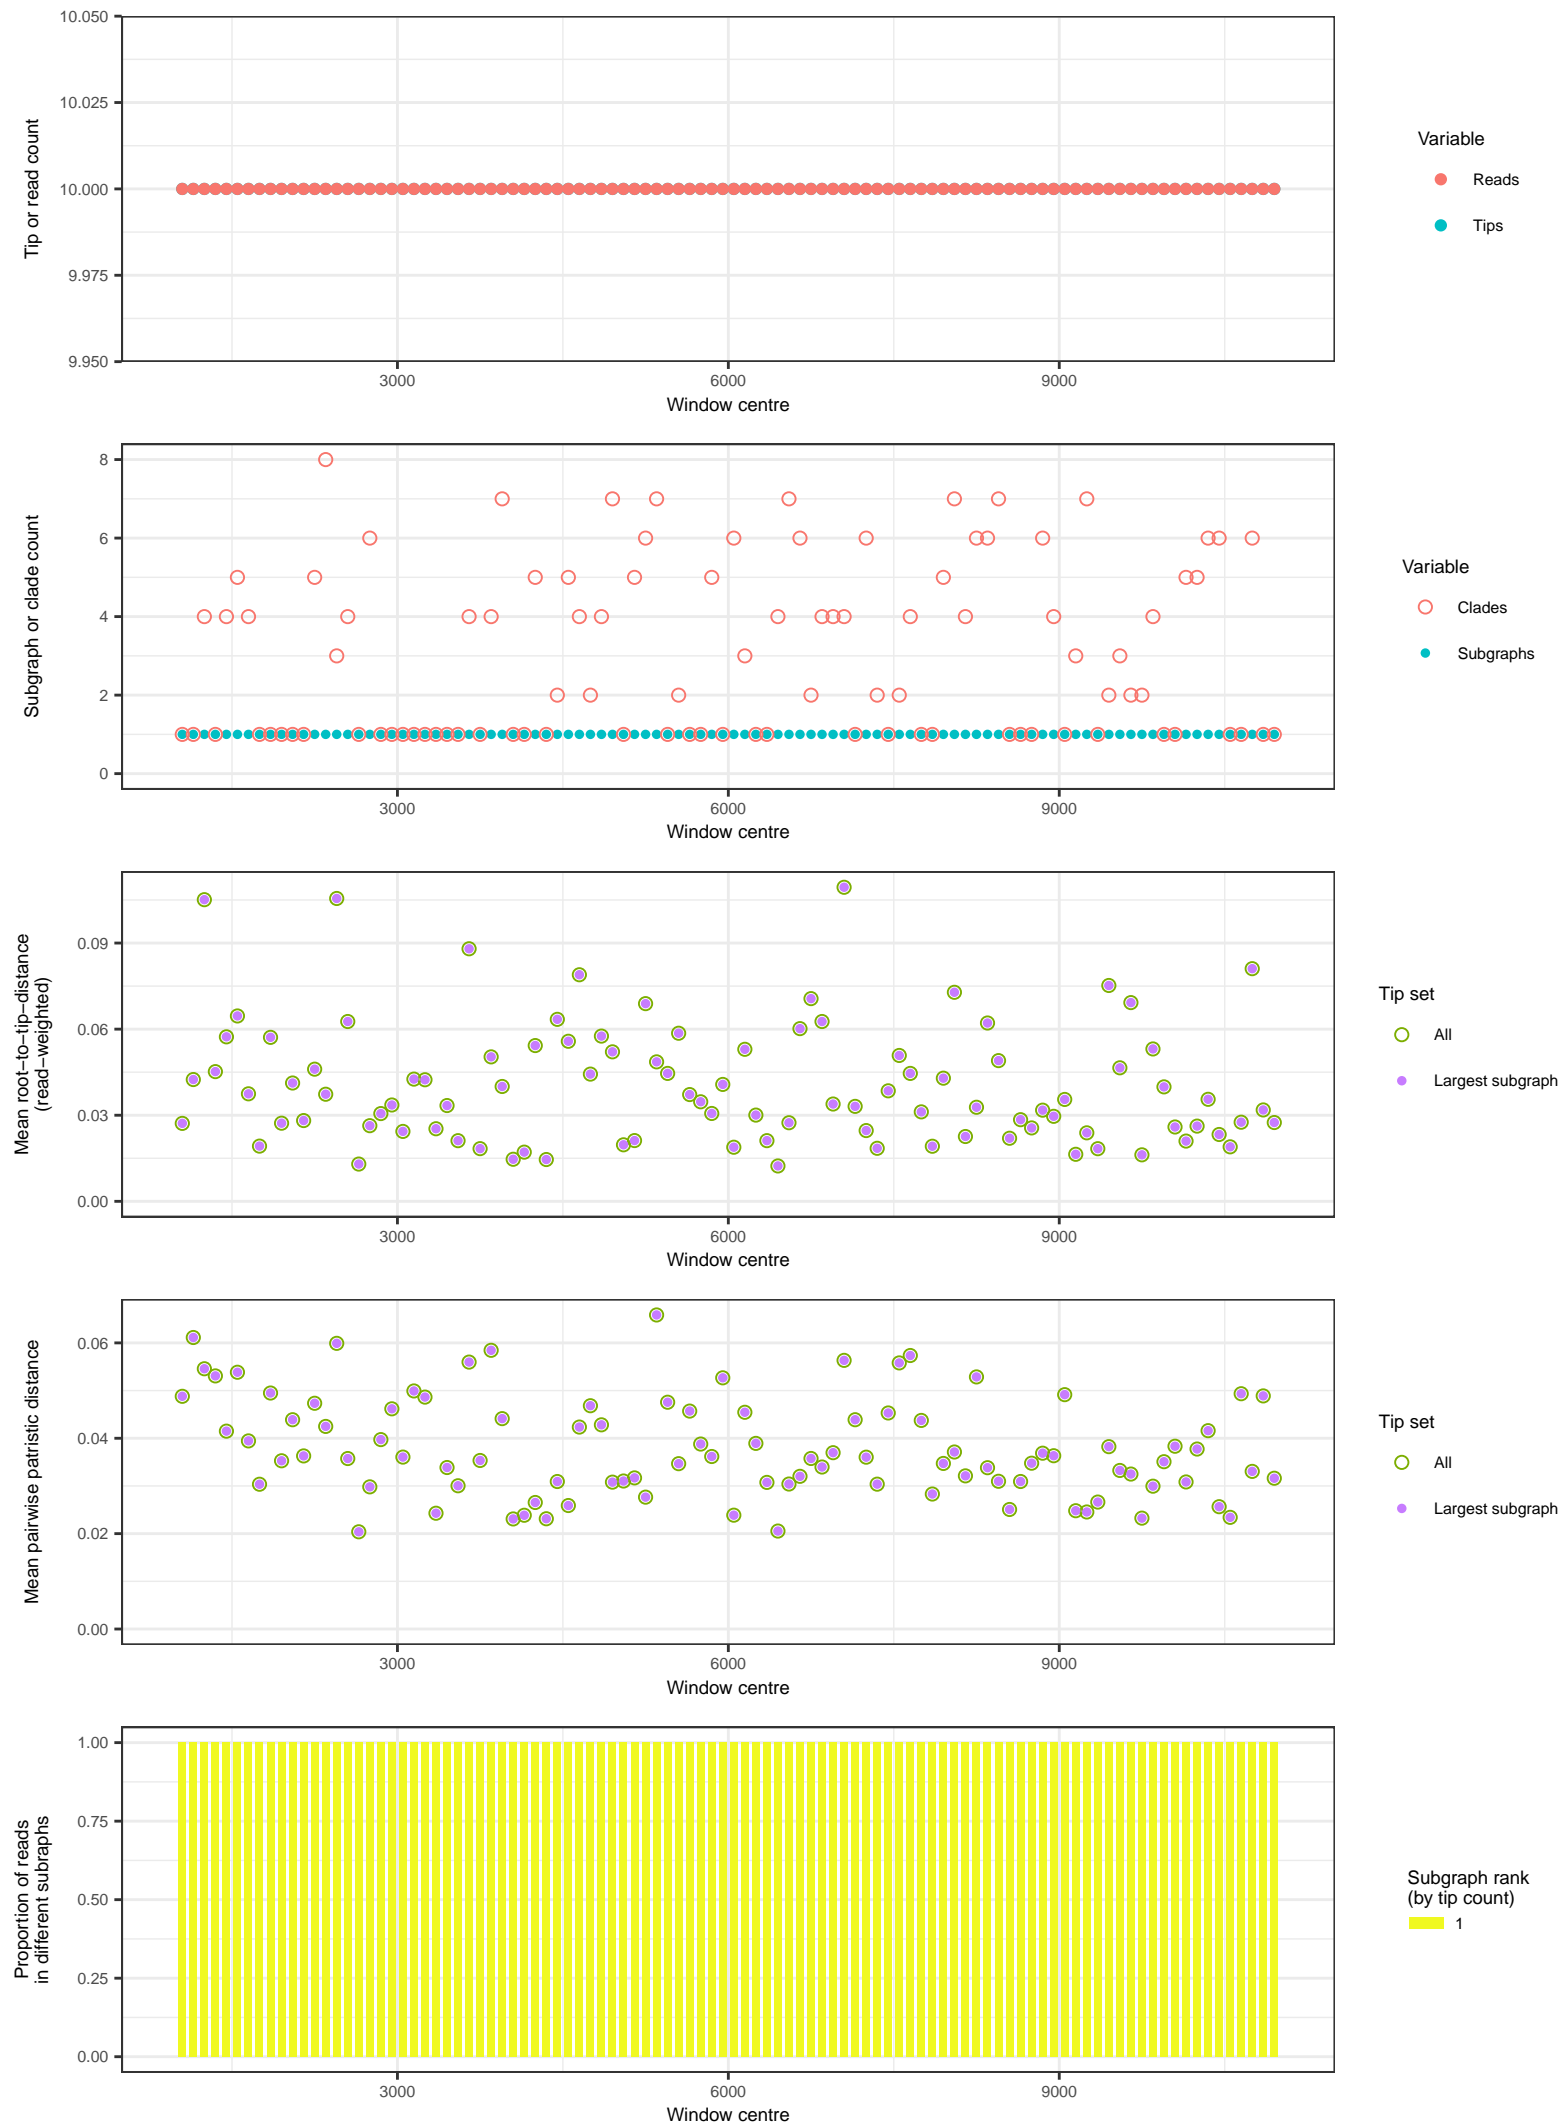 10.050
10.025
10.000
9.975
9.950
Tip or read count
3000
6000
9000
Window centre
Variable
Reads
Tips
8
6
4
2
0
Subgraph or clade count
3000
6000
9000
Window centre
Variable
Clades
Subgraphs
0.09
0.06
0.03
0.00
Mean root−to−tip−distance
(read−weighted)
3000
6000
9000
Window centre
Tip set
All
Largest subgraph
0.06
0.04
0.02
0.00
Mean pairwise patristic distance
3000
6000
9000
Window centre
Tip set
All
Largest subgraph
1.00
0.75
0.50
0.25
0.00
Proportion of reads
in different subraphs
3000
6000
9000
Window centre
Subgraph rank
(by tip count)
1